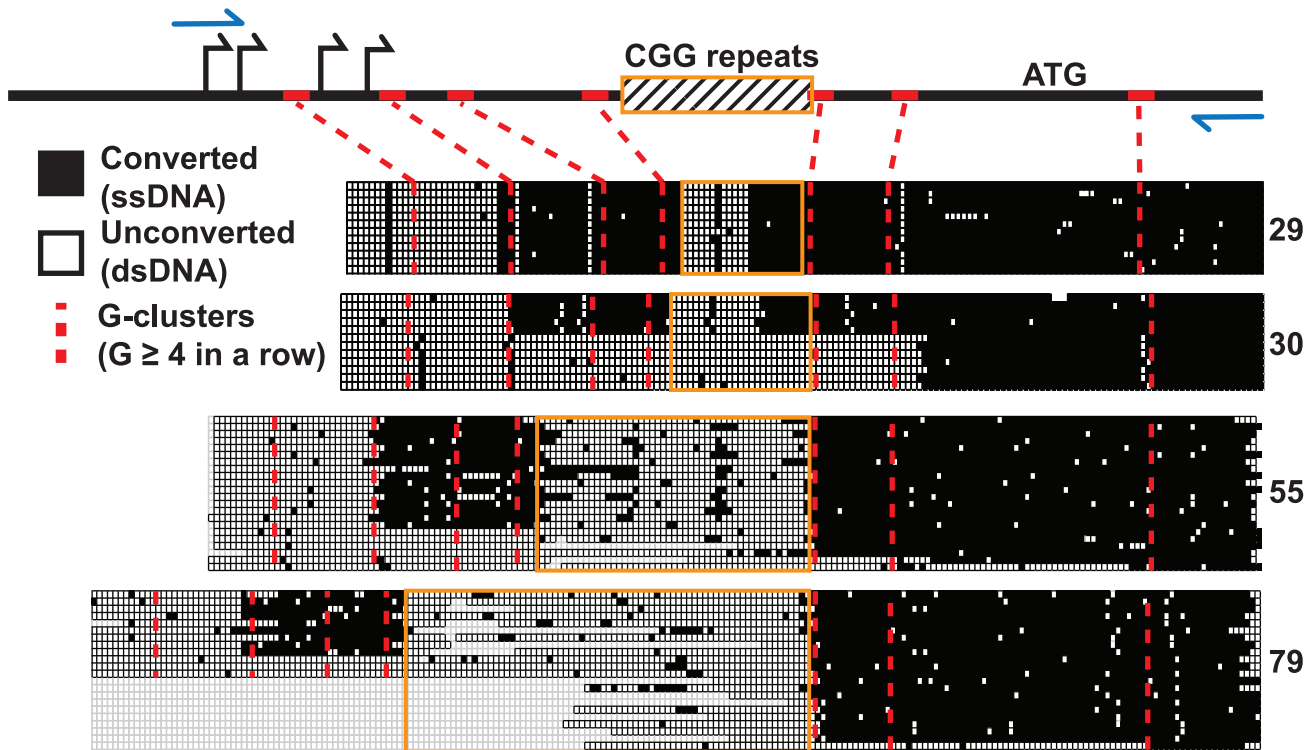 CGG repeats
ATG
Converted
(ssDNA)
Unconverted
(dsDNA)
G-clusters
(G ≥ 4 in a row)
29
30
55
79